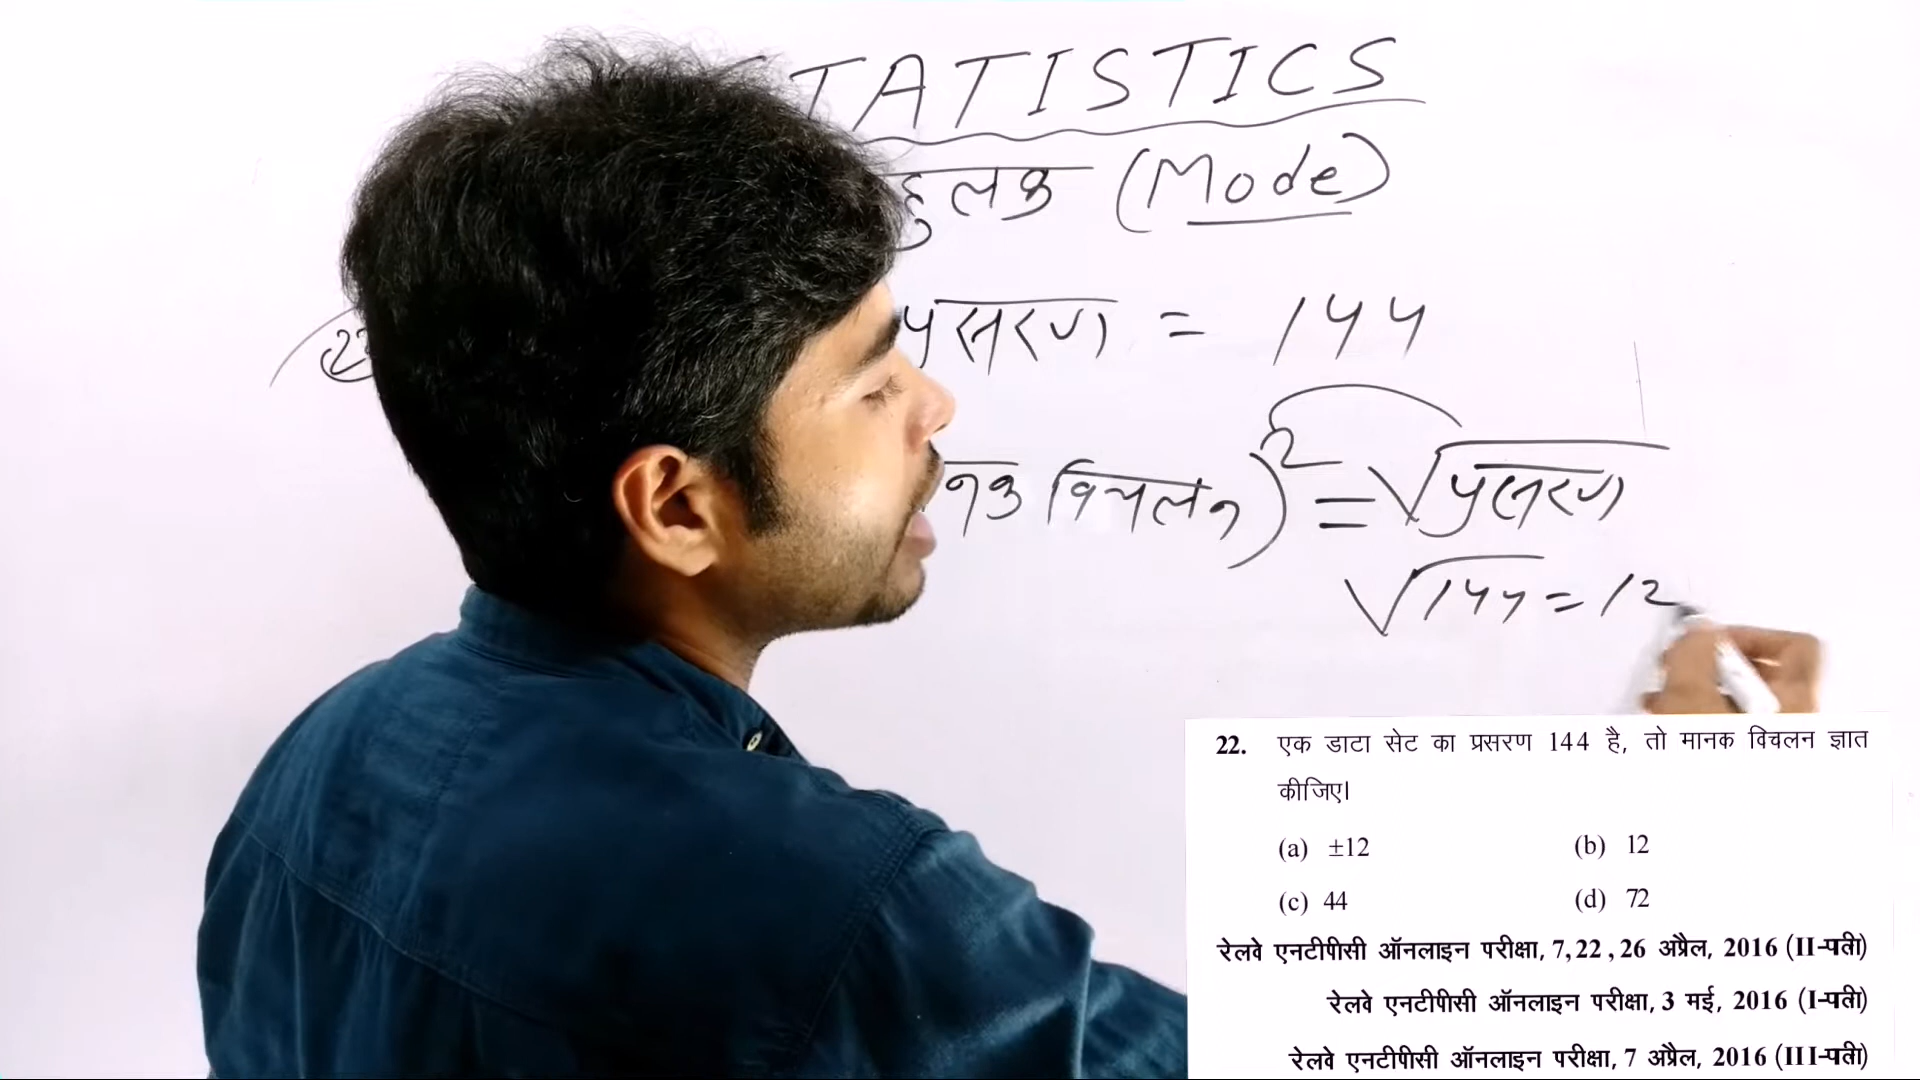 STATISTICS
(Mode)
प्रसरण = 144
विचलन)² = √प्रसरण
√144 = 12
22. एक डाटा सेट का प्रसरण 144 है, तो मानक विचलन ज्ञात
कीजिए।
(a) ±12 (b) 12
(c) 44 (d) 72
रेलवे एनटीपीसी ऑनलाइन परीक्षा, 7, 22 , 26 अप्रैल, 2016 (II-पाली)
रेलवे एनटीपीसी ऑनलाइन परीक्षा, 3 मई, 2016 (I-पाली)
रेलवे एनटीपीसी ऑनलाइन परीक्षा, 7 अप्रैल, 2016 (III-पाली)